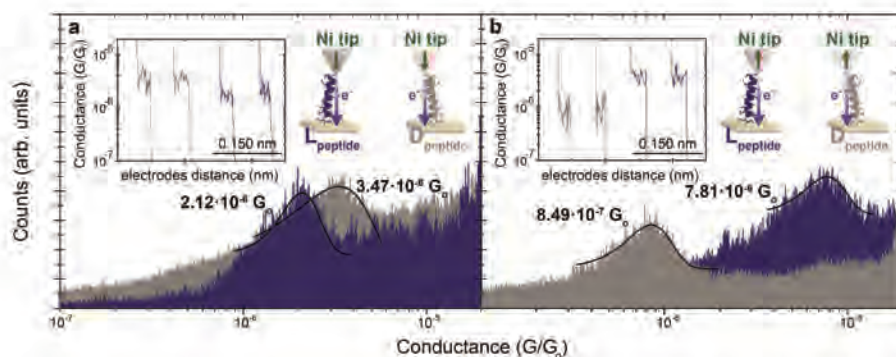 a
b
Ni tip
Ni tip
Ni tip
Ni tip
Conductance (G/G₀)
10⁻⁵
10⁻⁶
10⁻⁷
e⁻
e⁻
L peptide
D peptide
0.150 nm
electrodes distance (nm)
Conductance (G/G₀)
10⁻⁵
10⁻⁶
10⁻⁷
e⁻
e⁻
L peptide
D peptide
0.150 nm
electrodes distance (nm)
2.12·10⁻⁶ G₀
3.47·10⁻⁶ G₀
8.49·10⁻⁷ G₀
7.81·10⁻⁶ G₀
Counts (arb. units)
10⁻⁷
10⁻⁶
10⁻⁵
10⁻⁶
10⁻⁵
Conductance (G/G₀)